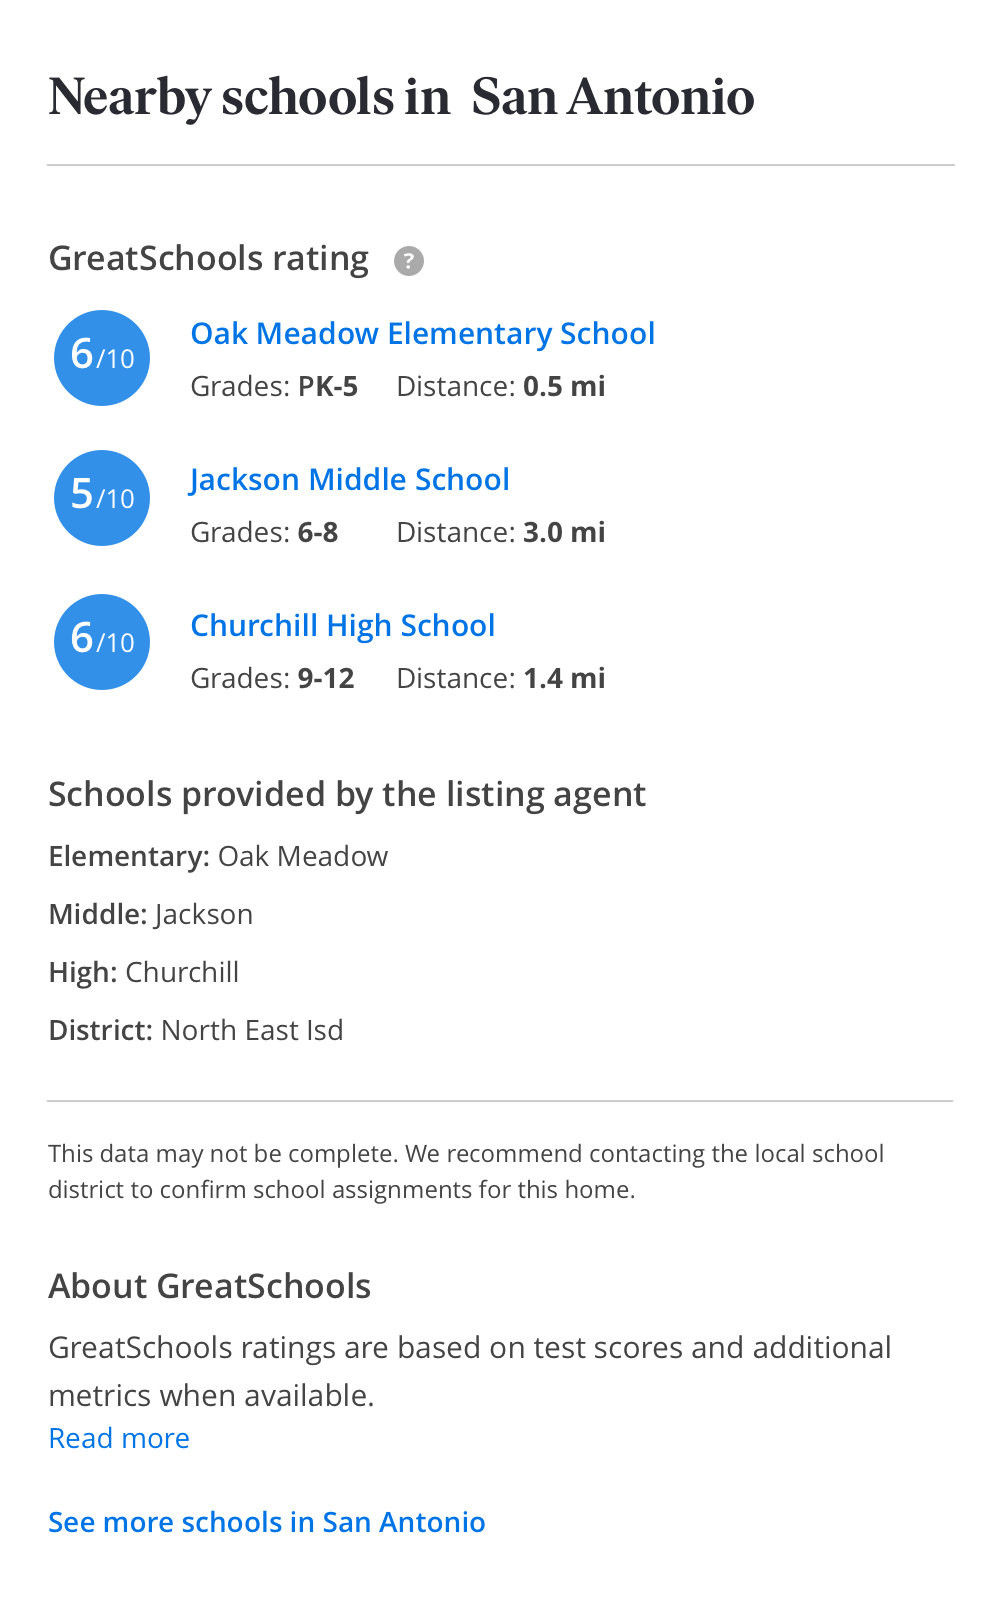 Nearby schools in San Antonio
GreatSchools rating ?
6/10
Oak Meadow Elementary School
Grades: PK-5 Distance: 0.5 mi
5/10
Jackson Middle School
Grades: 6-8 Distance: 3.0 mi
6/10
Churchill High School
Grades: 9-12 Distance: 1.4 mi
Schools provided by the listing agent
Elementary: Oak Meadow
Middle: Jackson
High: Churchill
District: North East Isd
This data may not be complete. We recommend contacting the local school
district to confirm school assignments for this home.
About GreatSchools
GreatSchools ratings are based on test scores and additional
metrics when available.
Read more
See more schools in San Antonio